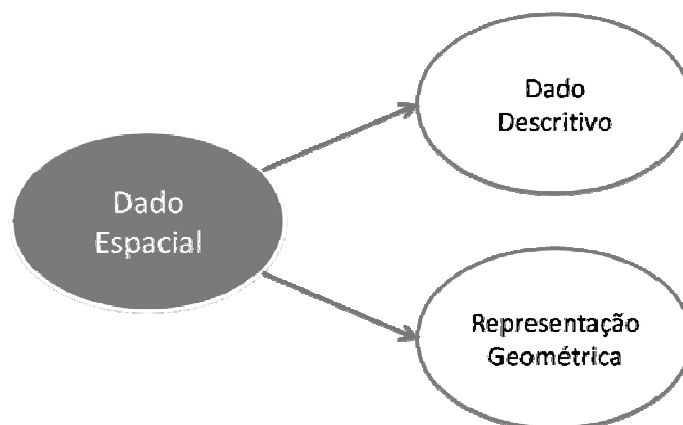 Dado
Descritivo
Dado
Espacial
Representação
Geométrica